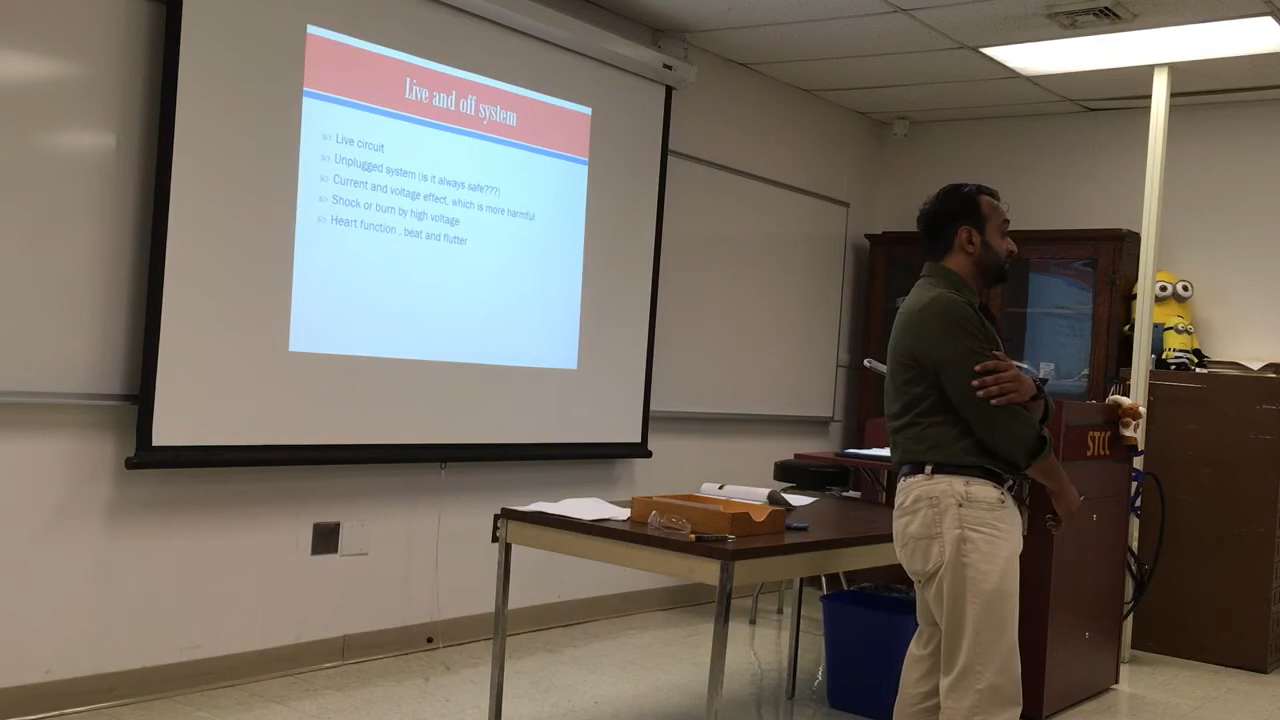 Live and off system
Live circuit
Unplugged system (is it always safe???)
Current and voltage effect, which is more harmful
Shock or burn by high voltage
Heart function . beat and flutter
STCC